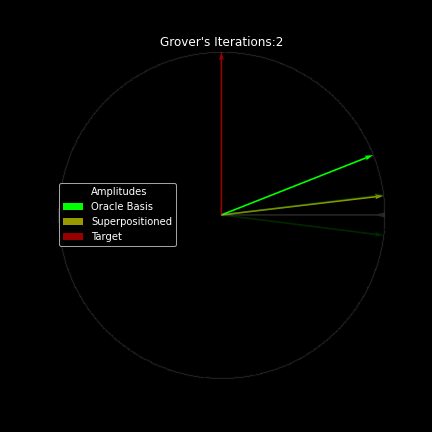 Grover's Iterations:2
Amplitudes
Oracle Basis
Superpositioned
Target